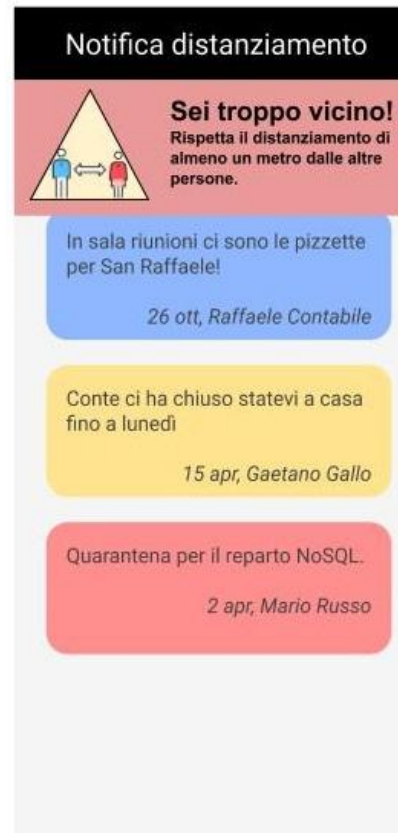 Notifica distanziamento
Sei troppo vicino!
Rispetta il distanziamento di
almeno un metro dalle altre
persone.
In sala riunioni ci sono le pizzette
per San Raffaele!
26 ott, Raffaele Contabile
Conte ci ha chiuso statevi a casa
fino a lunedì
15 apr, Gaetano Gallo
Quarantena per il reparto NoSQL.
2 apr, Mario Russo